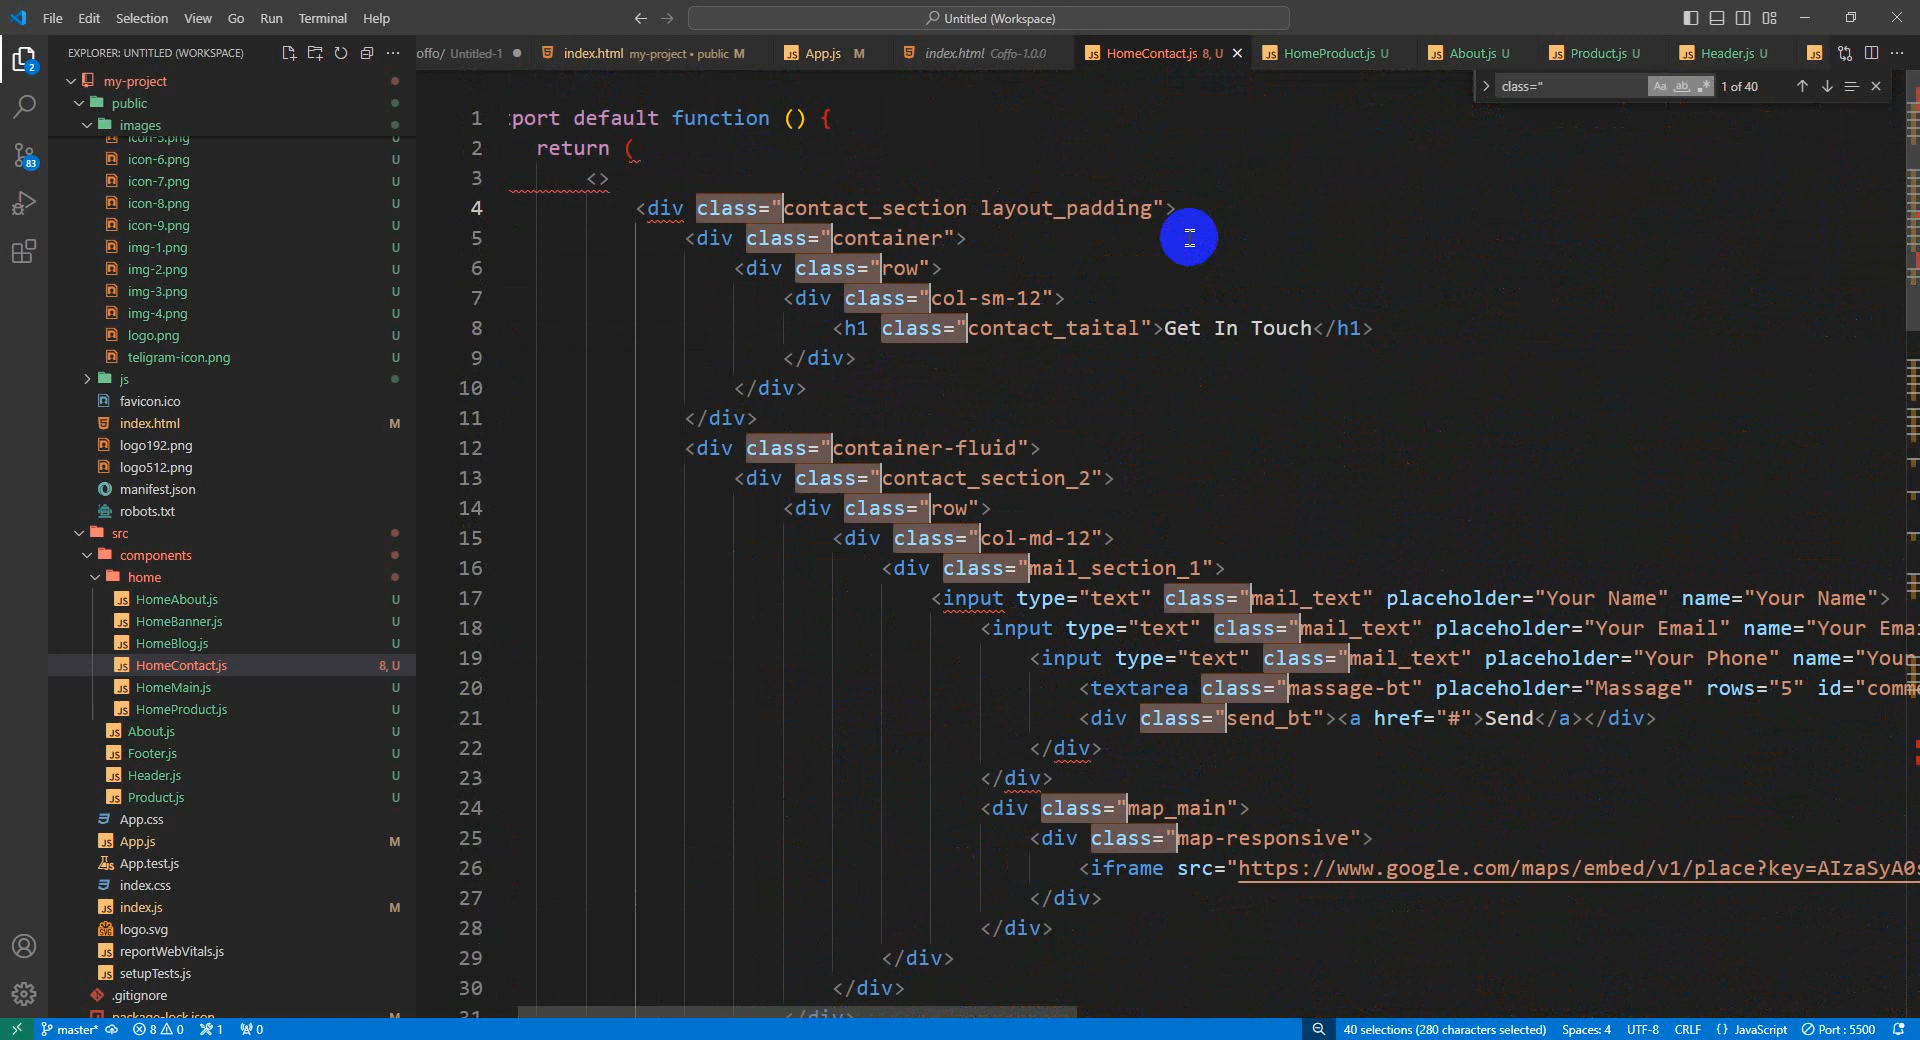 File Edit Selection View Go Run Terminal Help
Untitled (Workspace)
EXPLORER: UNTITLED (WORKSPACE)
offo/ Untitled-1
index.html my-project • public M
App.js M
index.html Coffo-1.0.0
HomeContact.js 8, U
HomeProduct.js U
About.js U
Product.js U
Header.js U
class="
1 of 40
my-project
public
images
icon-5.png U
icon-6.png U
icon-7.png U
icon-8.png U
icon-9.png U
img-1.png U
img-2.png U
img-3.png U
img-4.png U
logo.png U
teligram-icon.png U
js
favicon.ico
index.html M
logo192.png
logo512.png
manifest.json
robots.txt
src
components
home
HomeAbout.js U
HomeBanner.js U
HomeBlog.js U
HomeContact.js 8, U
HomeMain.js U
HomeProduct.js U
About.js U
Footer.js U
Header.js U
Product.js U
App.css
App.js M
App.test.js
index.css
index.js M
logo.svg
reportWebVitals.js
setupTests.js
.gitignore
package-lock.json M
2
83
1 port default function () {
2 return (
3 <>
4 <div class="contact_section layout_padding">
5 <div class="container">
6 <div class="row">
7 <div class="col-sm-12">
8 <h1 class="contact_taital">Get In Touch</h1>
9 </div>
10 </div>
11 </div>
12 <div class="container-fluid">
13 <div class="contact_section_2">
14 <div class="row">
15 <div class="col-md-12">
16 <div class="mail_section_1">
17 <input type="text" class="mail_text" placeholder="Your Name" name="Your Name">
18 <input type="text" class="mail_text" placeholder="Your Email" name="Your Emai
19 <input type="text" class="mail_text" placeholder="Your Phone" name="Your
20 <textarea class="massage-bt" placeholder="Massage" rows="5" id="comm
21 <div class="send_bt"><a href="#">Send</a></div>
22 </div>
23 </div>
24 <div class="map_main">
25 <div class="map-responsive">
26 <iframe src="https://www.google.com/maps/embed/v1/place?key=AIzaSyA0s
27 </div>
28 </div>
29 </div>
30 </div>
31 </div>
master* 8 0 1 0
40 selections (280 characters selected) Spaces: 4 UTF-8 CRLF {} JavaScript Port : 5500